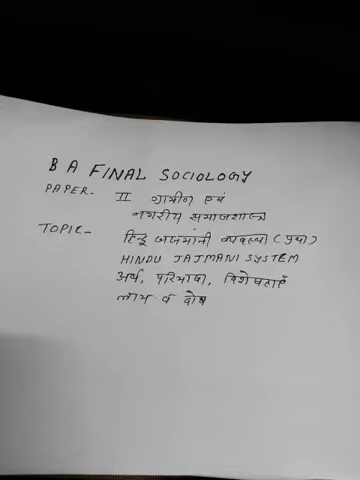 B A FINAL SOCIOLOGY
PAPER- II ग्रामीण एवं
नगरीय समाजशास्त्र
TOPIC- हिन्दू जजमानी व्यवस्था (प्रथा)
HINDU JAJMANI SYSTEM
अर्थ, परिभाषा, विशेषताएँ
लाभ व दोष